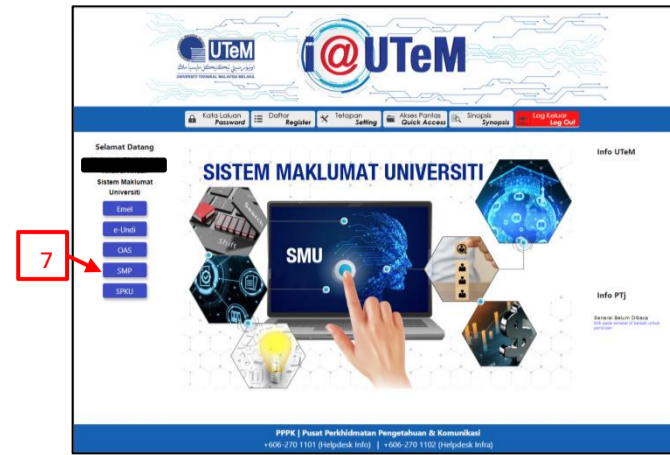 UTeM
UNIVERSITI TEKNIKAL MALAYSIA MELAKA
i@UTeM
Kata Laluan
Password
Daftar
Register
Tetapan
Setting
Akses Pantas
Quick Access
Sinopsis
Synopsis
Log Keluar
Log Out
Selamat Datang
Sistem Maklumat
Universiti
Emel
e-Undi
OAS
SMP
SPKU
7
SISTEM MAKLUMAT UNIVERSITI
Search
Shift
SMU
Info UTeM
Info PTj
Senarai Belum Dibaca
PPPK | Pusat Perkhidmatan Pengetahuan & Komunikasi
+606-270 1101 (Helpdesk Info) | +606-270 1102 (Helpdesk Infra)